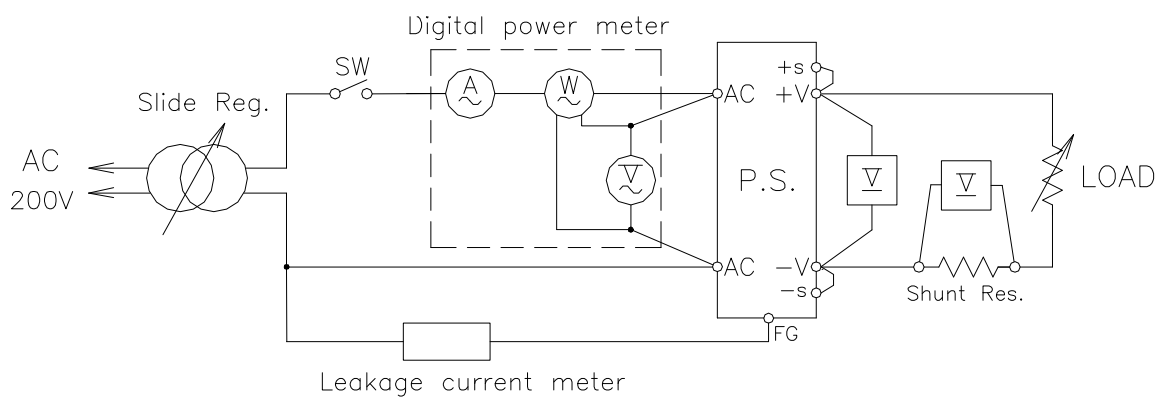 Digital power meter
SW
A
W
AC
+s
+V
Slide Reg.
AC
200V
V
P.S.
V
V
LOAD
AC
-V
-s
Shunt Res.
FG
Leakage current meter